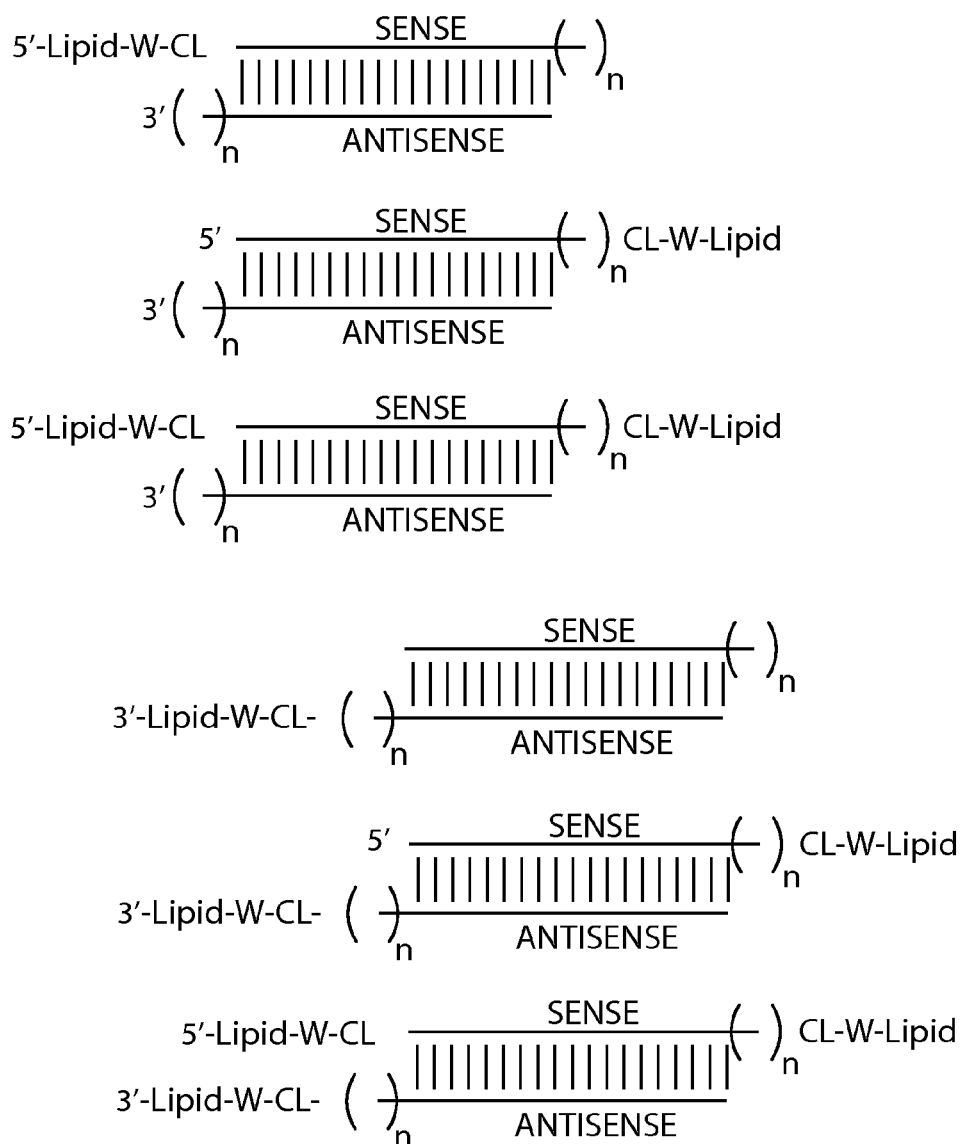 SENSE
5′-Lipid-W-CL ( )n
3′ ( )n
ANTISENSE
SENSE
5′ ( )n CL-W-Lipid
3′ ( )n
ANTISENSE
SENSE
5′-Lipid-W-CL ( )n CL-W-Lipid
3′ ( )n
ANTISENSE
SENSE
( )n
3′-Lipid-W-CL- ( )n
ANTISENSE
SENSE
5′ ( )n CL-W-Lipid
3′-Lipid-W-CL- ( )n
ANTISENSE
SENSE
5′-Lipid-W-CL ( )n CL-W-Lipid
3′-Lipid-W-CL- ( )n
ANTISENSE